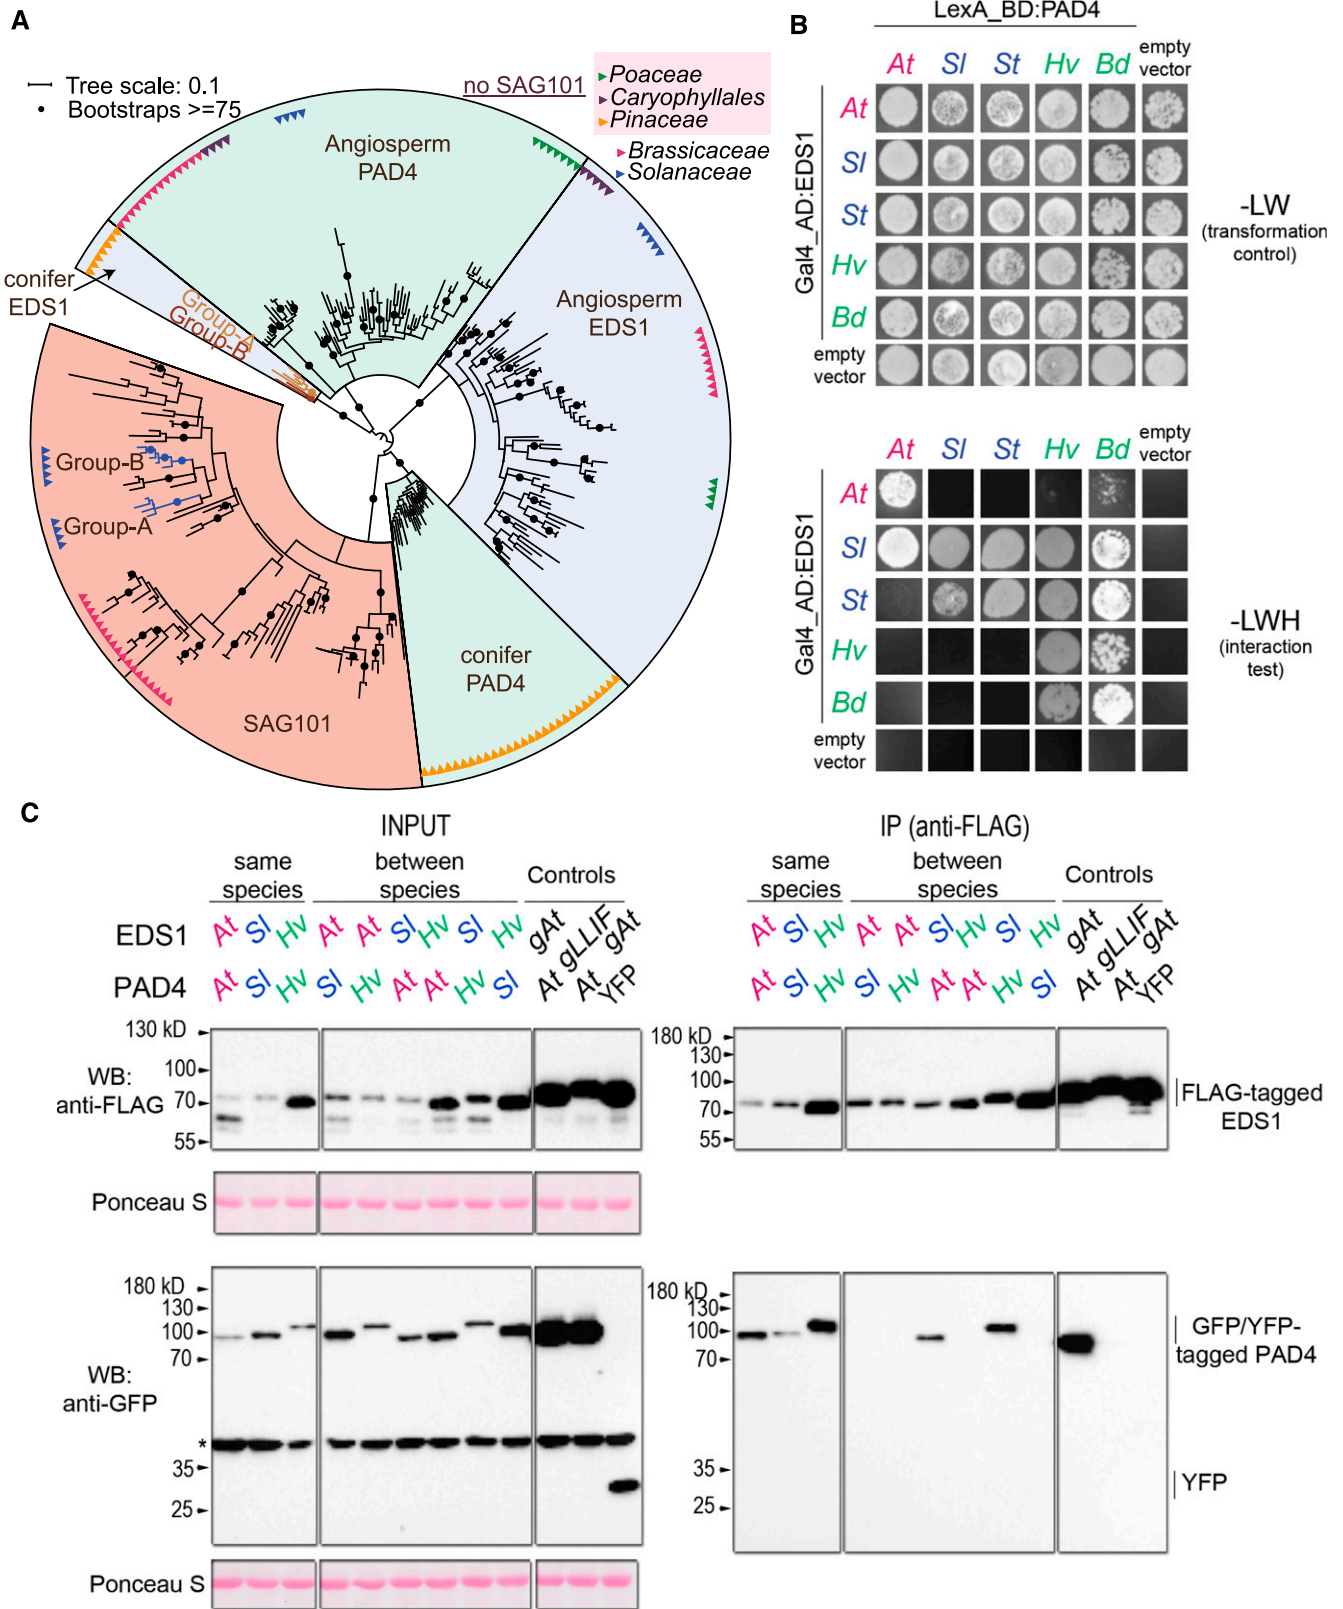 A
Tree scale: 0.1
Bootstraps >=75
no SAG101
Poaceae
Caryophyllales
Pinaceae
Brassicaceae
Solanaceae
Angiosperm
PAD4
Angiosperm
EDS1
conifer
EDS1
Group-A
Group-B
Group-B
Group-A
SAG101
conifer
PAD4
B
LexA_BD:PAD4
At Sl St Hv Bd empty vector
Gal4_AD:EDS1
At
Sl
St
Hv
Bd
empty
vector
-LW
(transformation
control)
At Sl St Hv Bd empty vector
Gal4_AD:EDS1
At
Sl
St
Hv
Bd
empty
vector
-LWH
(interaction
test)
C
INPUT
same
species
between
species
Controls
EDS1 At Sl Hv At At Sl Hv Sl Hv gAt gLLIF gAt
PAD4 At Sl Hv Sl Hv At At Hv Sl At At YFP
IP (anti-FLAG)
same
species
between
species
Controls
At Sl Hv At At Sl Hv Sl Hv gAt gLLIF gAt
At Sl Hv Sl Hv At At Hv Sl At At YFP
WB:
anti-FLAG
130 kD
100
70
55
180 kD
130
100
70
55
FLAG-tagged
EDS1
Ponceau S
WB:
anti-GFP
180 kD
130
100
70
*
35
25
180 kD
130
100
70
35
25
GFP/YFP-
tagged PAD4
YFP
Ponceau S